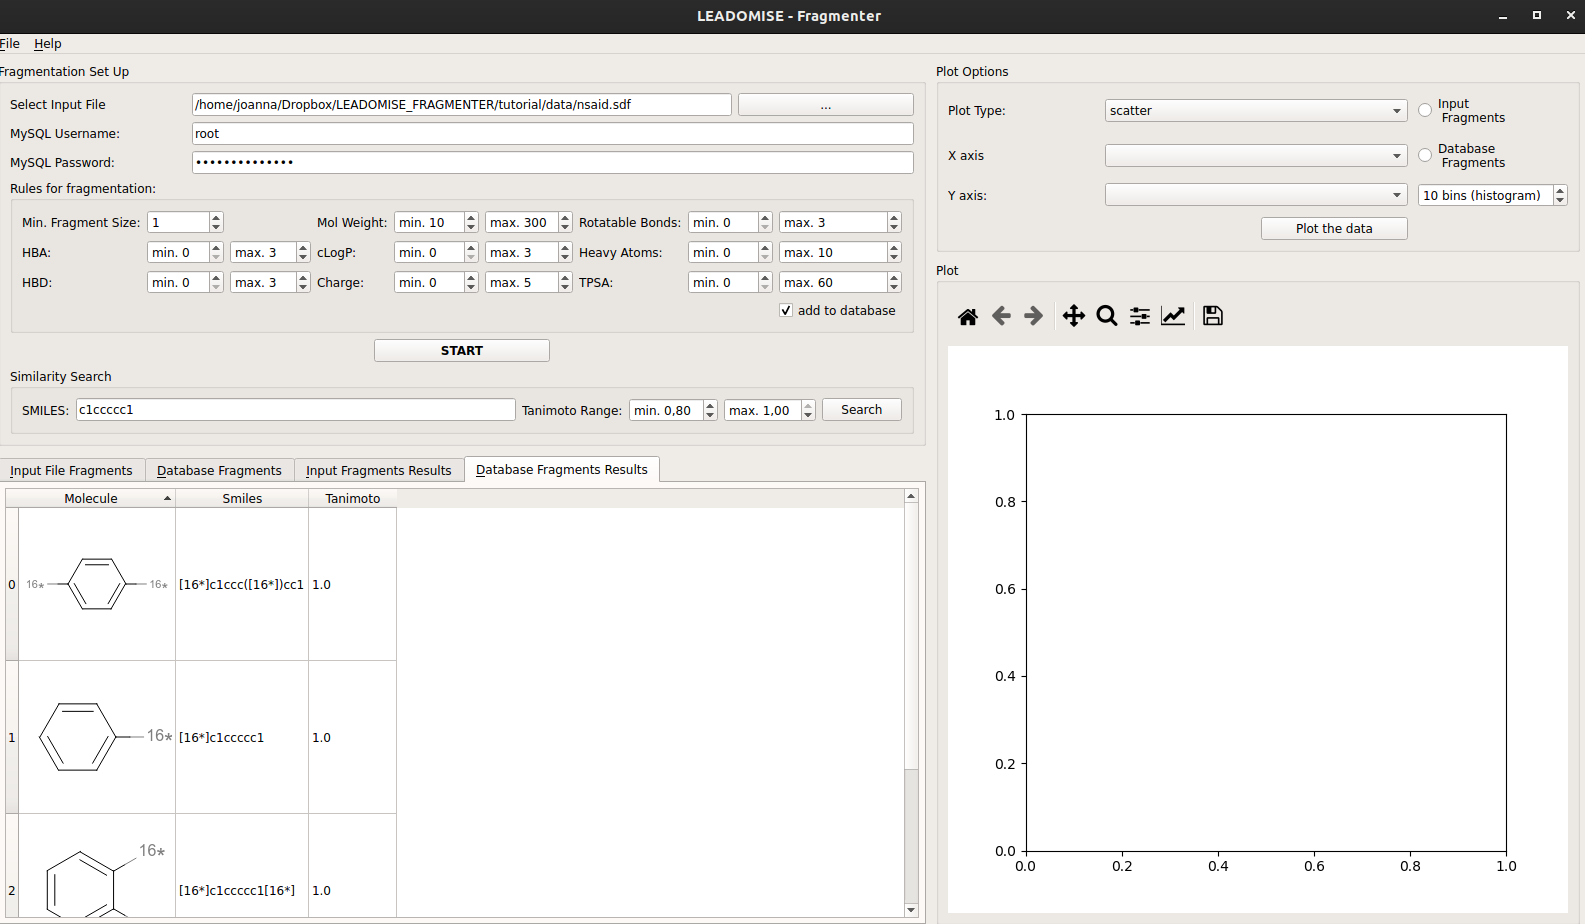 LEADOMISE - Fragmenter
File Help
Fragmentation Set Up
Select Input File /home/joanna/Dropbox/LEADOMISE_FRAGMENTER/tutorial/data/nsaid.sdf ...
MySQL Username: root
MySQL Password: ••••••••••••••
Rules for fragmentation:
Min. Fragment Size: 1 Mol Weight: min. 10 max. 300 Rotatable Bonds: min. 0 max. 3
HBA: min. 0 max. 3 cLogP: min. 0 max. 3 Heavy Atoms: min. 0 max. 10
HBD: min. 0 max. 3 Charge: min. 0 max. 5 TPSA: min. 0 max. 60
add to database
START
Similarity Search
SMILES: c1ccccc1 Tanimoto Range: min. 0,80 max. 1,00 Search
Input File Fragments Database Fragments Input Fragments Results Database Fragments Results
Molecule Smiles Tanimoto
0 16* 16* [16*]c1ccc([16*])cc1 1.0
1 16* [16*]c1ccccc1 1.0
16*
2 [16*]c1ccccc1[16*] 1.0
Plot Options
Plot Type: scatter Input
Fragments
X axis Database
Fragments
Y axis: 10 bins (histogram)
Plot the data
Plot
1.0
0.8
0.6
0.4
0.2
0.0
0.0 0.2 0.4 0.6 0.8 1.0